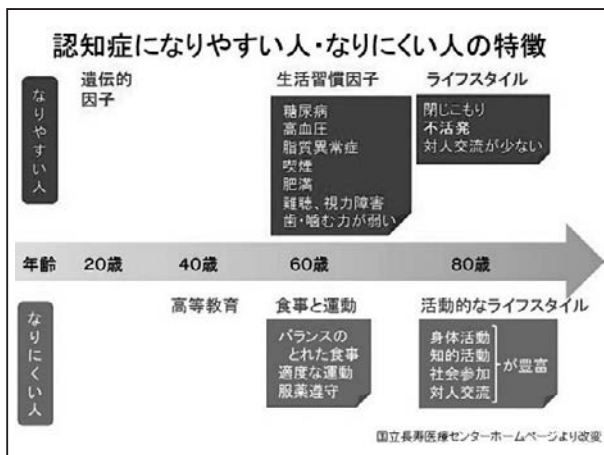 認知症になりやすい人・なりにくい人の特徴
なりやすい人
遺伝的
因子
生活習慣因子
糖尿病
高血圧
脂質異常症
喫煙
肥満
難聴、視力障害
歯・噛む力が弱い
ライフスタイル
閉じこもり
不活発
対人交流が少ない
年齢 20歳 40歳 60歳 80歳
なりにくい人
高等教育
食事と運動
バランスの
とれた食事
適度な運動
服薬遵守
活動的なライフスタイル
身体活動
知的活動
社会参加
対人交流
が豊富
国立長寿医療センターホームページより改変